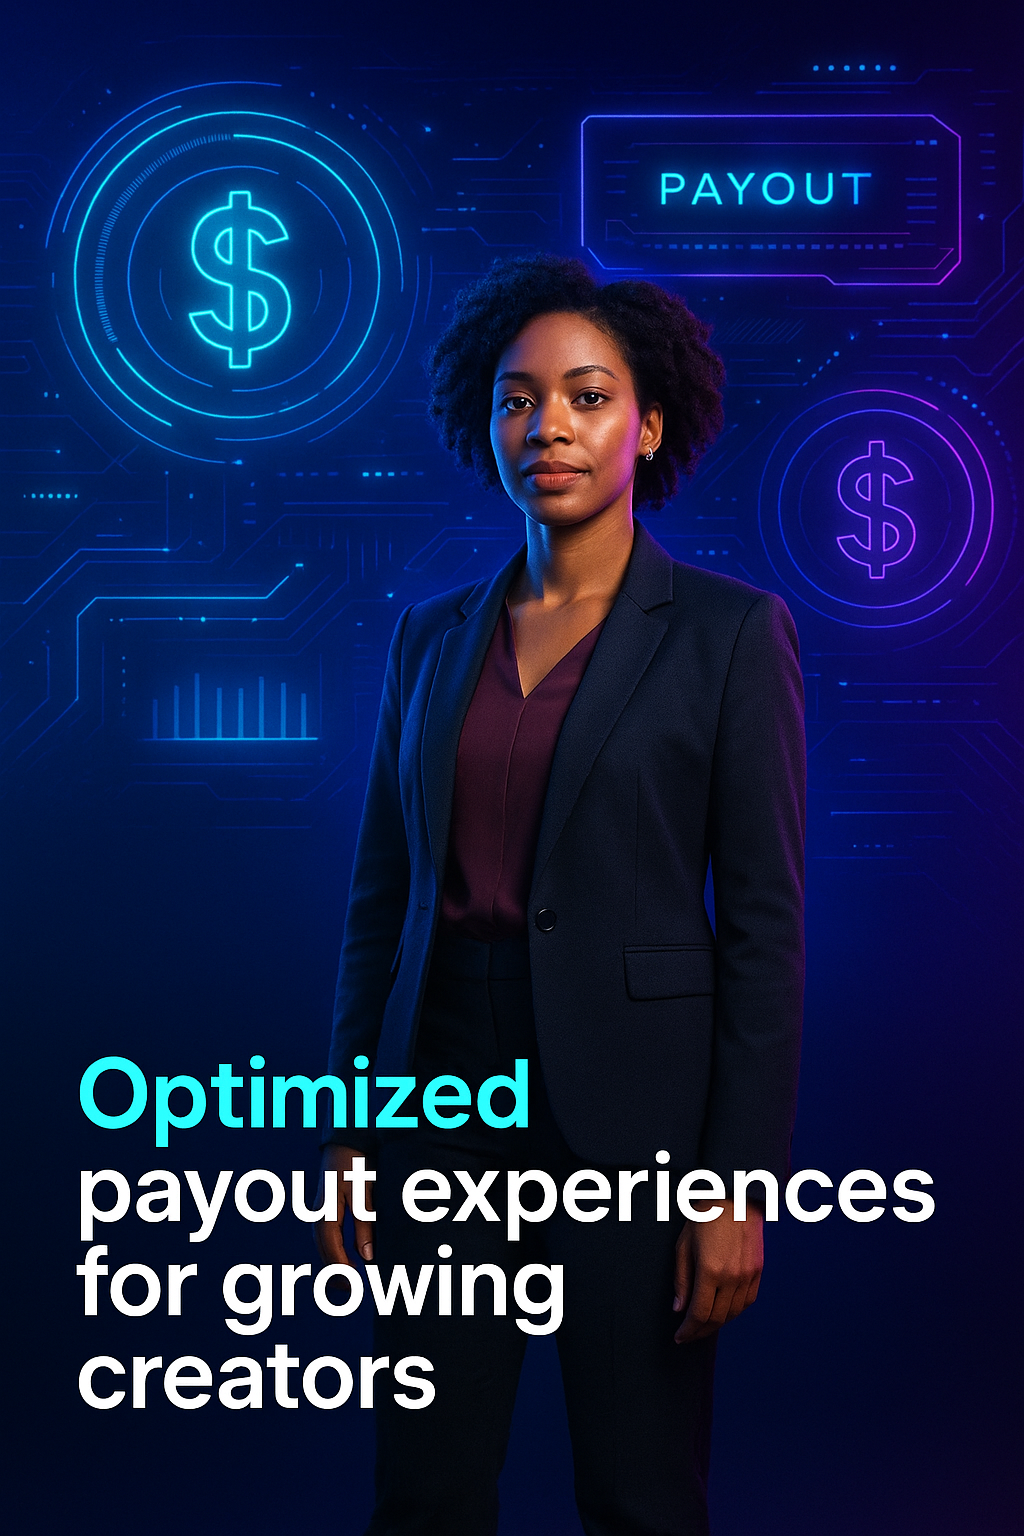 $
PAYOUT
$
Optimized
payout experiences
for growing
creators